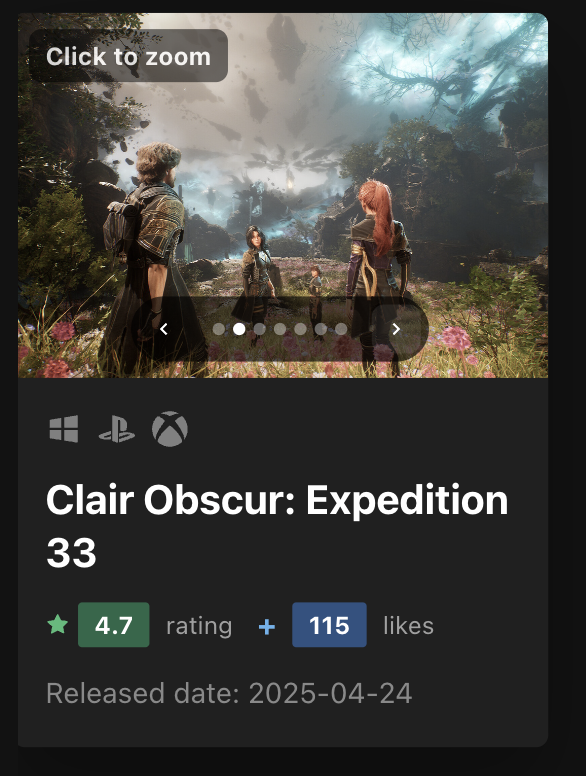 Click to zoom
Clair Obscur: Expedition
33
4.7 rating + 115 likes
Released date: 2025-04-24